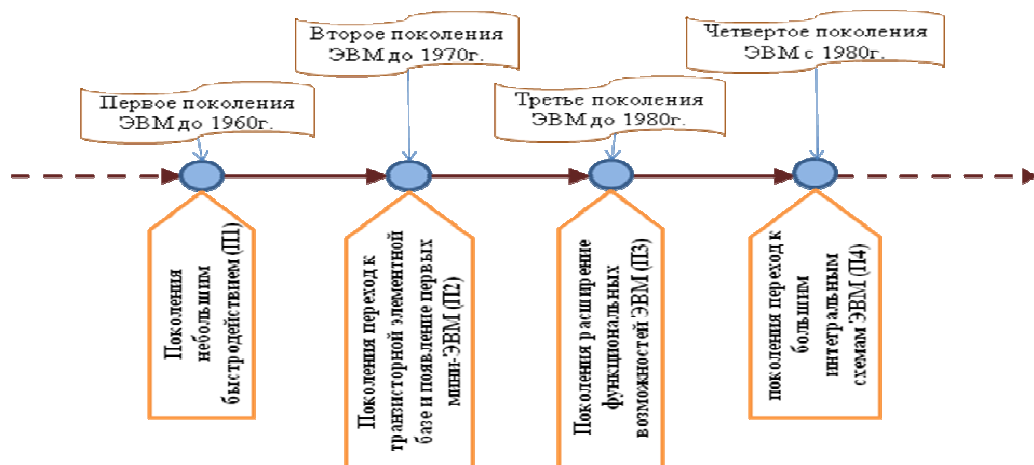 Первое поколения
ЭВМ до 1960г.
Второе поколения
ЭВМ до 1970г.
Третье поколения
ЭВМ до 1980г.
Четвертое поколения
ЭВМ с 1980г.
Поколения
небольшим
быстродействием (П1)
Поколения переход к
транзисторной элементной
базе и появление первых
мини-ЭВМ (П2)
Поколения расширение
функциональных
возможностей ЭВМ (П3)
поколения переход к
большим
интегральным
схемам ЭВМ (П4)